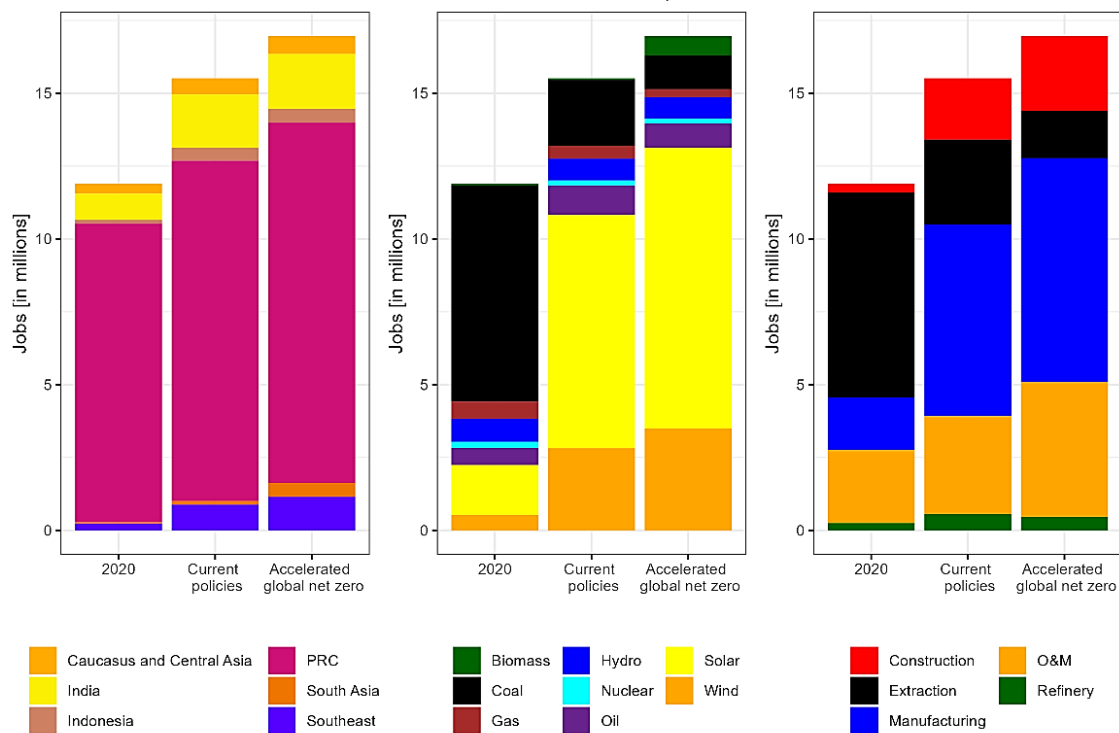 Jobs [in millions]
15
10
5
0
2020
Current
policies
Accelerated
global net zero
Jobs [in millions]
15
10
5
0
2020
Current
policies
Accelerated
global net zero
Jobs [in millions]
15
10
5
0
2020
Current
policies
Accelerated
global net zero
Caucasus and Central Asia
India
Indonesia
PRC
South Asia
Southeast
Biomass
Coal
Gas
Hydro
Nuclear
Oil
Solar
Wind
Construction
Extraction
Manufacturing
O&M
Refinery